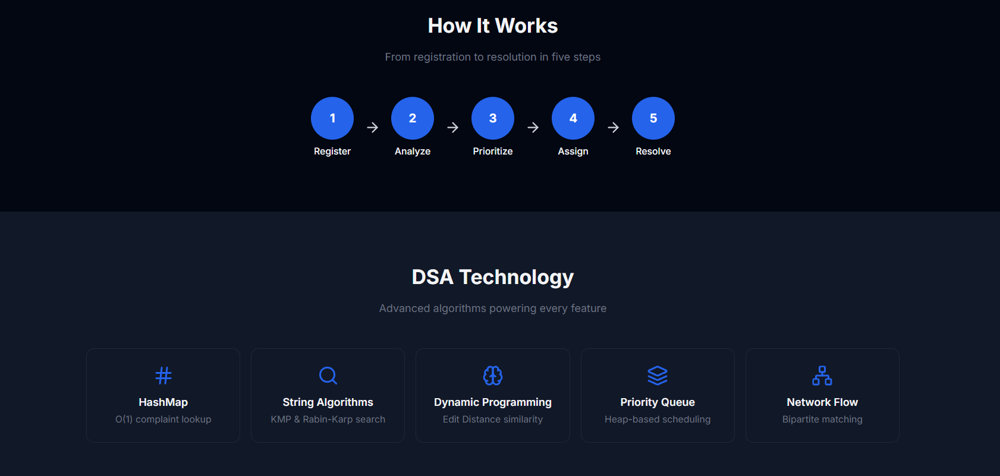 How It Works
From registration to resolution in five steps
1
2
3
4
5
Register
Analyze
Prioritize
Assign
Resolve
DSA Technology
Advanced algorithms powering every feature
HashMap
O(1) complaint lookup
String Algorithms
KMP & Rabin-Karp search
Dynamic Programming
Edit Distance similarity
Priority Queue
Heap-based scheduling
Network Flow
Bipartite matching